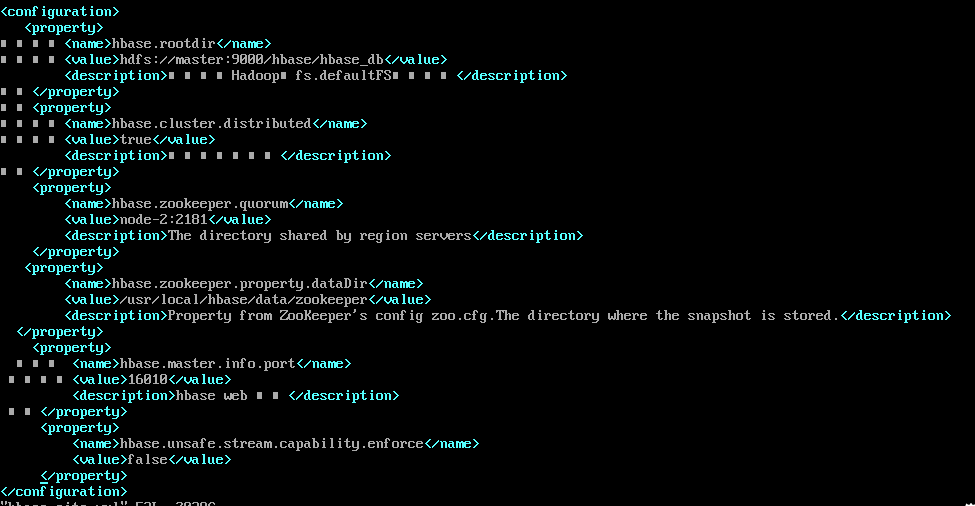 <configuration>
<property>
<name>hbase.rootdir</name>
<value>hdfs://master:9000/hbase/hbase_db</value>
<description>■ ■ ■ ■ Hadoop■ fs.defaultFS■ ■ ■ ■ </description>
</property>
<property>
<name>hbase.cluster.distributed</name>
<value>true</value>
<description>■ ■ ■ ■ ■ ■ ■ </description>
</property>
<property>
<name>hbase.zookeeper.quorum</name>
<value>node-2:2181</value>
<description>The directory shared by region servers</description>
</property>
<property>
<name>hbase.zookeeper.property.dataDir</name>
<value>/usr/local/hbase/data/zookeeper</value>
<description>Property from ZooKeeper's config zoo.cfg.The directory where the snapshot is stored.</description>
</property>
<property>
<name>hbase.master.info.port</name>
<value>16010</value>
<description>hbase web ■ ■ </description>
</property>
<property>
<name>hbase.unsafe.stream.capability.enforce</name>
<value>false</value>
</property>
</configuration>